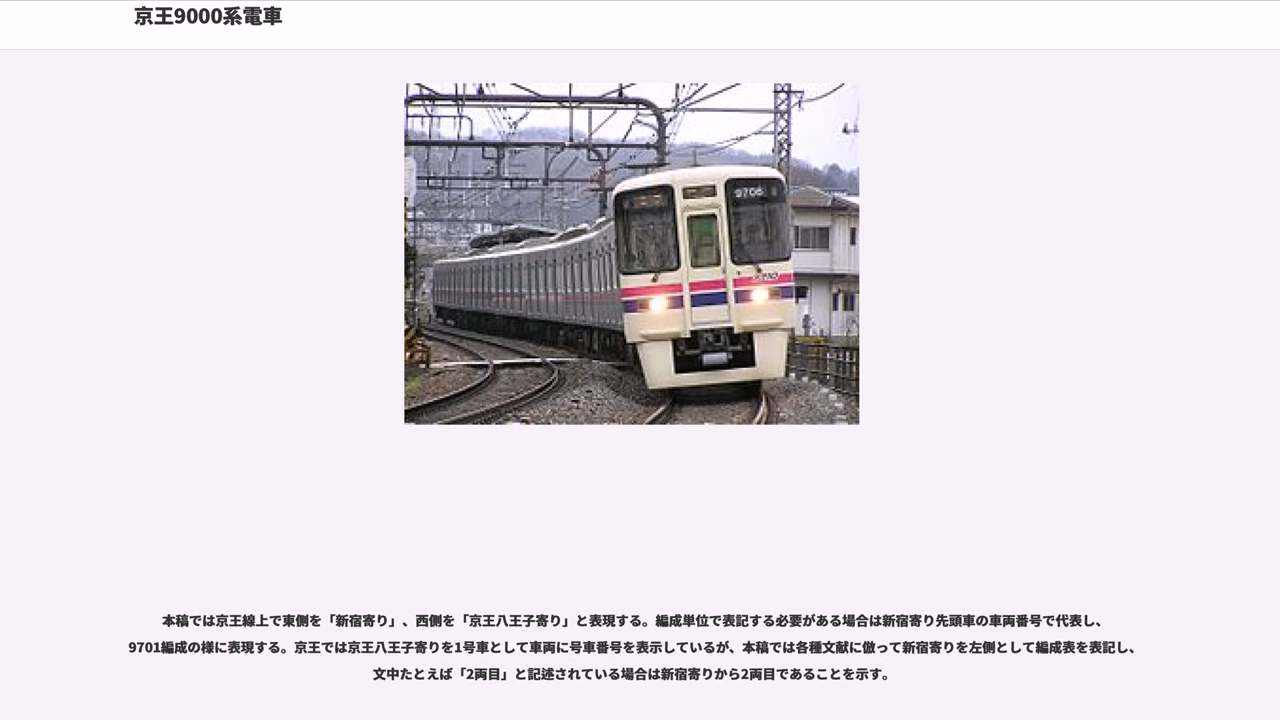 京王9000系電車
9706
本稿では京王線上で東側を「新宿寄り」、西側を「京王八王子寄り」と表現する。編成単位で表記する必要がある場合は新宿寄り先頭車の車両番号で代表し、
9701編成の様に表現する。京王では京王八王子寄りを1号車として車両に号車番号を表示しているが、本稿では各種文献に倣って新宿寄りを左側として編成表を表記し、
文中たとえば「2両目」と記述されている場合は新宿寄りから2両目であることを示す。